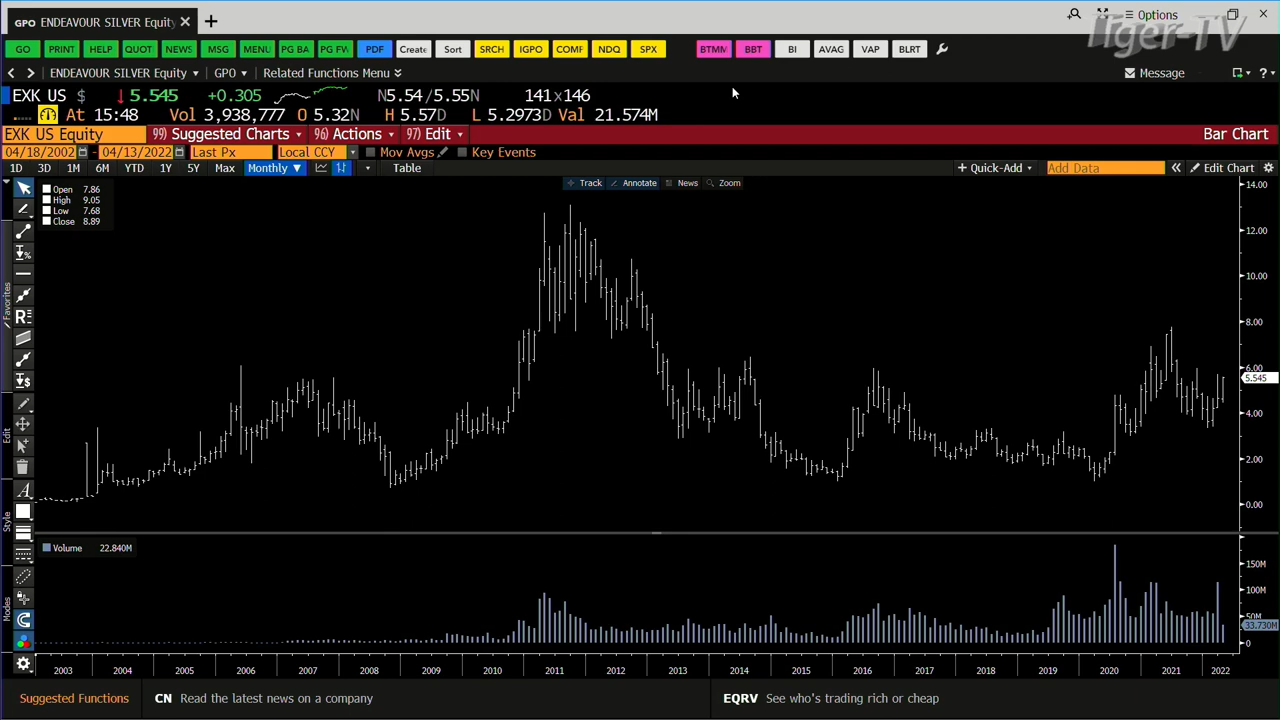 GPO ENDEAVOUR SILVER Equity
Options
Tiger-TV
GO PRINT HELP QUOT NEWS MSG MENU PG BA PG FW PDF Create Sort SRCH IGPO COMF NDQ SPX BTMM BBT BI AVAG VAP BLRT
ENDEAVOUR SILVER Equity GPO Related Functions Menu Message ?
EXK US $ 5.545 +0.305 N5.54/5.55N 141x146
At 15:48 Vol 3,938,777 O 5.32N H 5.57D L 5.2973D Val 21.574M
EXK US Equity 99) Suggested Charts 96) Actions 97) Edit Bar Chart
04/18/2002 - 04/13/2022 Last Px Local CCY Mov Avgs Key Events
1D 3D 1M 6M YTD 1Y 5Y Max Monthly Table + Quick-Add Add Data Edit Chart
Track Annotate News Zoom
Open 7.86
High 9.05
Low 7.68
Close 8.89
14.00
12.00
10.00
8.00
6.00
5.545
4.00
2.00
0.00
Favorites
Edit
Style
Modes
Volume 22.840M
150M
100M
50M
33.730M
0
2003 2004 2005 2006 2007 2008 2009 2010 2011 2012 2013 2014 2015 2016 2017 2018 2019 2020 2021 2022
Suggested Functions CN Read the latest news on a company EQRV See who's trading rich or cheap